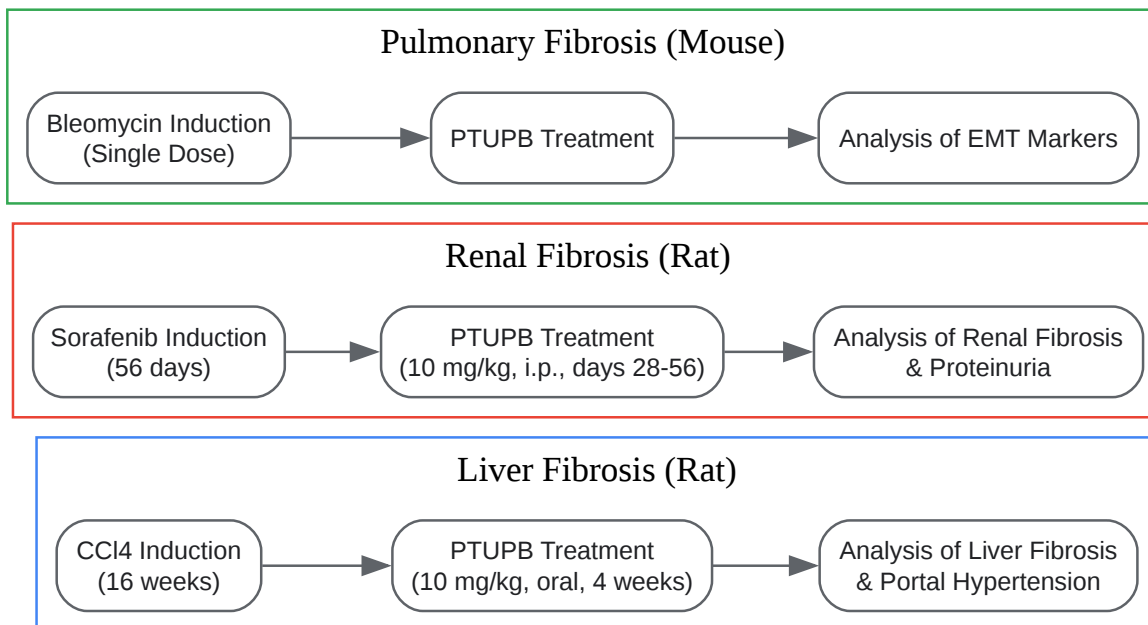 Pulmonary Fibrosis (Mouse)
Bleomycin Induction
(Single Dose)
PTUPB Treatment
Analysis of EMT Markers
Renal Fibrosis (Rat)
Sorafenib Induction
(56 days)
PTUPB Treatment
(10 mg/kg, i.p., days 28-56)
Analysis of Renal Fibrosis
& Proteinuria
Liver Fibrosis (Rat)
CCl4 Induction
(16 weeks)
PTUPB Treatment
(10 mg/kg, oral, 4 weeks)
Analysis of Liver Fibrosis
& Portal Hypertension